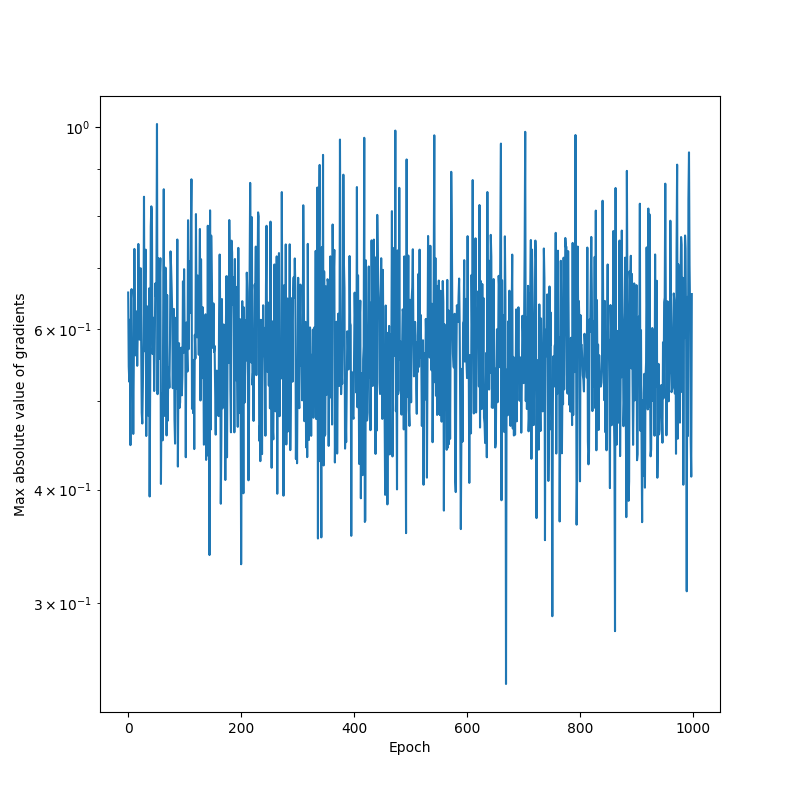 Max absolute value of gradients
10⁰
6 × 10⁻¹
4 × 10⁻¹
3 × 10⁻¹
0 200 400 600 800 1000
Epoch